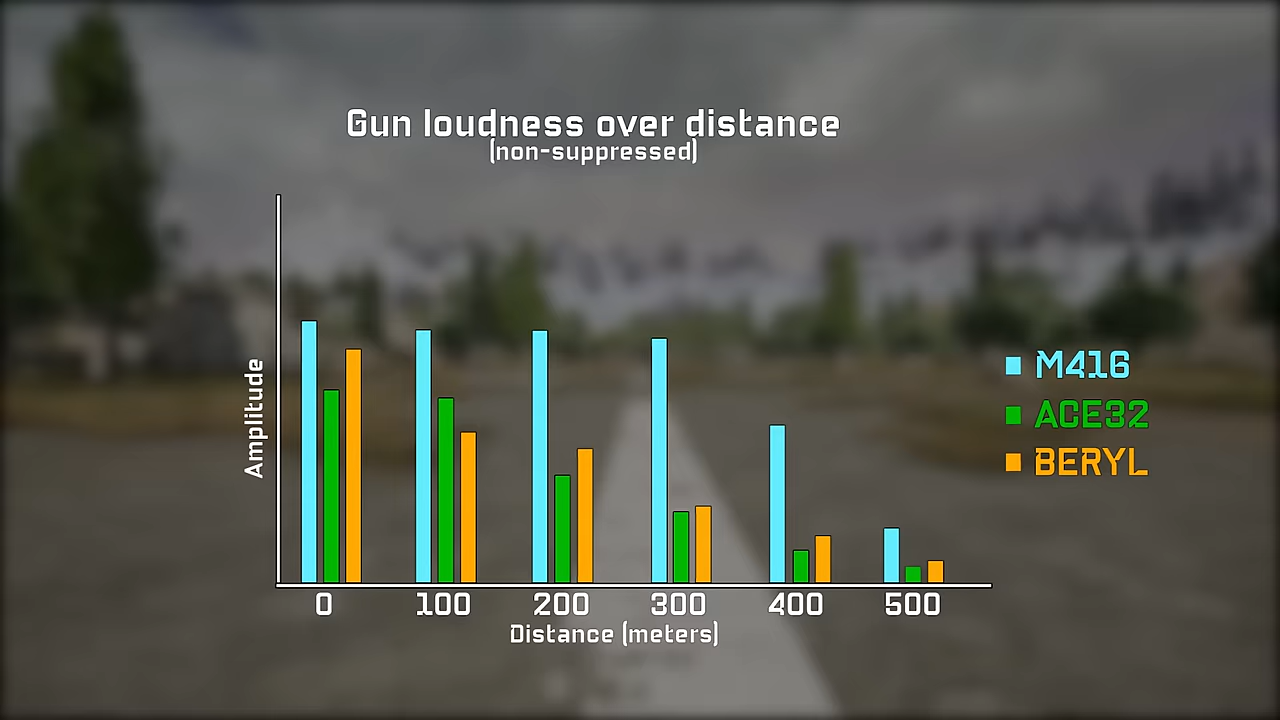 Gun loudness over distance
(non-suppressed)
Amplitude
M416
ACE32
BERYL
0 100 200 300 400 500
Distance (meters)